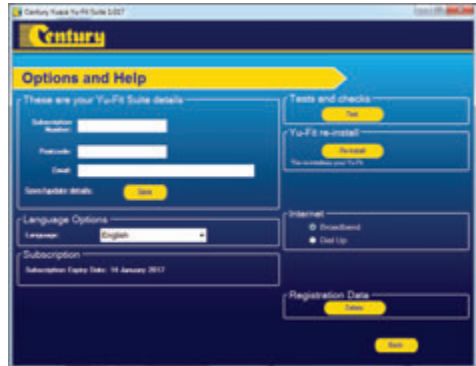 Century Yuasa Yu-Fit Suite 3.017
Century
Options and Help
These are your Yu-Fit Suite details
Subscription
Number:
Postcode:
Email:
Save/update details: Save
Language Options
Language: English
Subscription
Subscription Expiry Date: 14 January 2017
Tests and checks
Test
Yu-Fit re-install
Re-install
Internet
Broadband
Dial Up
Registration Data
Delete
Back